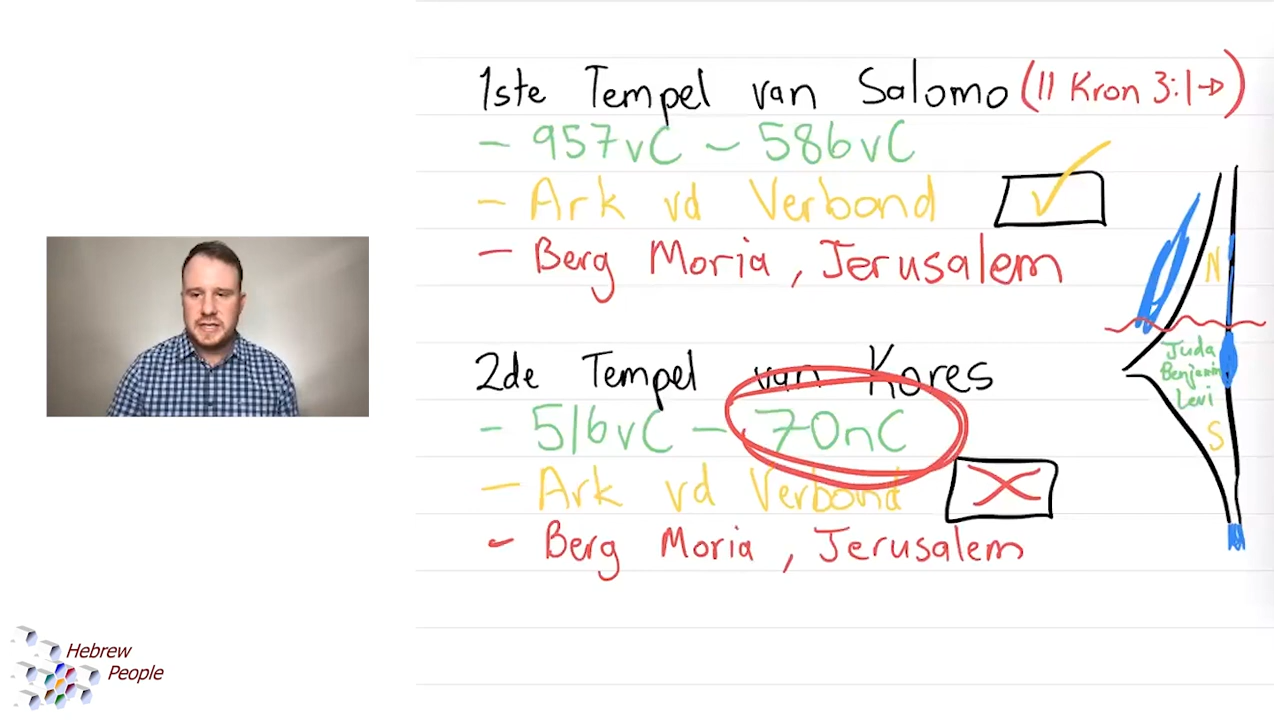 1ste Tempel van Salomo (II Kron 3:1→)
- 957vC - 586vC
- Ark vd Verbond
- Berg Moria, Jerusalem
2de Tempel van Kores
- 516vC - 70nC
- Ark vd Verbond
- Berg Moria, Jerusalem
N
Juda
Benjamin
Levi
S
Hebrew
People